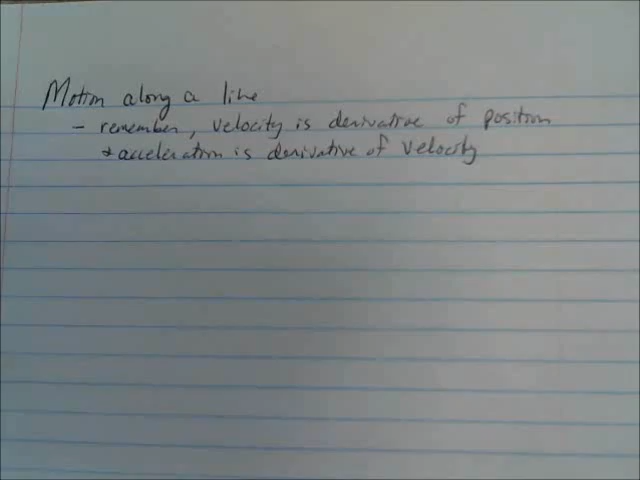 Motion along a line
- remember, velocity is derivative of position
+ acceleration is derivative of velocity